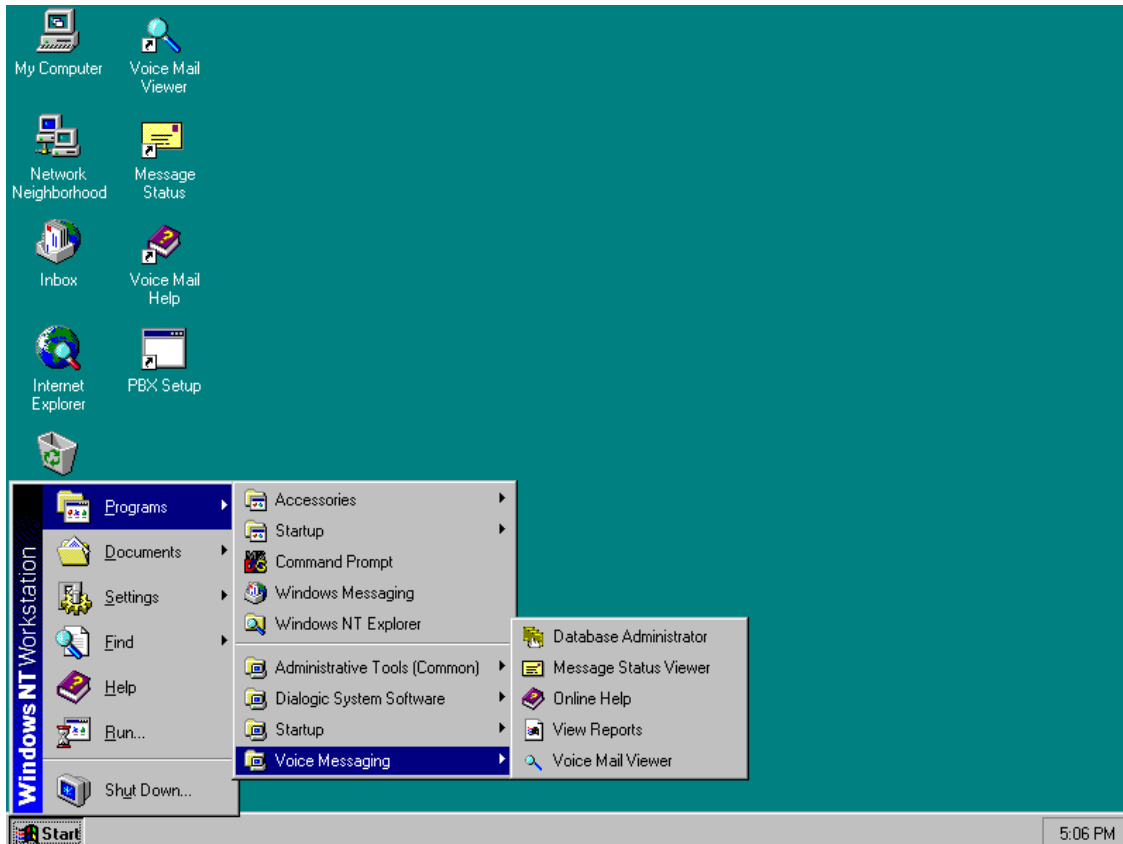 My Computer
Voice Mail
Viewer
Network
Neighborhood
Message
Status
Inbox
Voice Mail
Help
Internet
Explorer
PBX Setup
Windows NT Workstation
Programs
Documents
Settings
Find
Help
Run...
Shut Down...
Accessories
Startup
Command Prompt
Windows Messaging
Windows NT Explorer
Administrative Tools (Common)
Dialogic System Software
Startup
Voice Messaging
Database Administrator
Message Status Viewer
Online Help
View Reports
Voice Mail Viewer
Start
5:06 PM